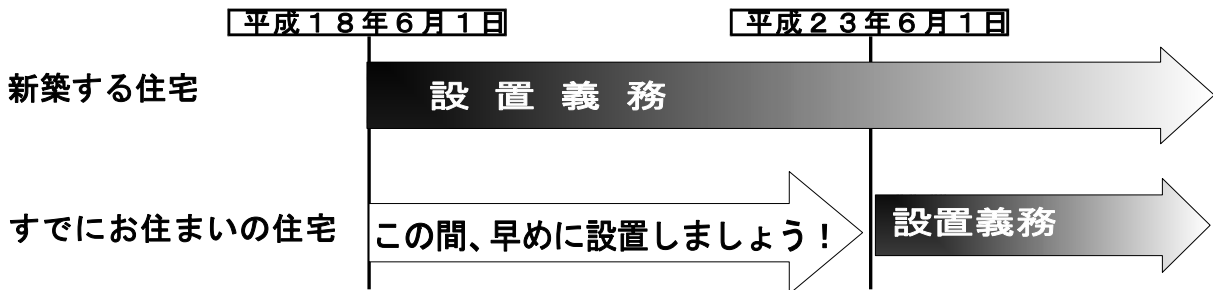 平成１８年６月１日
平成２３年６月１日
新築する住宅
設置義務
すでにお住まいの住宅
この間、早めに設置しましょう！
設置義務